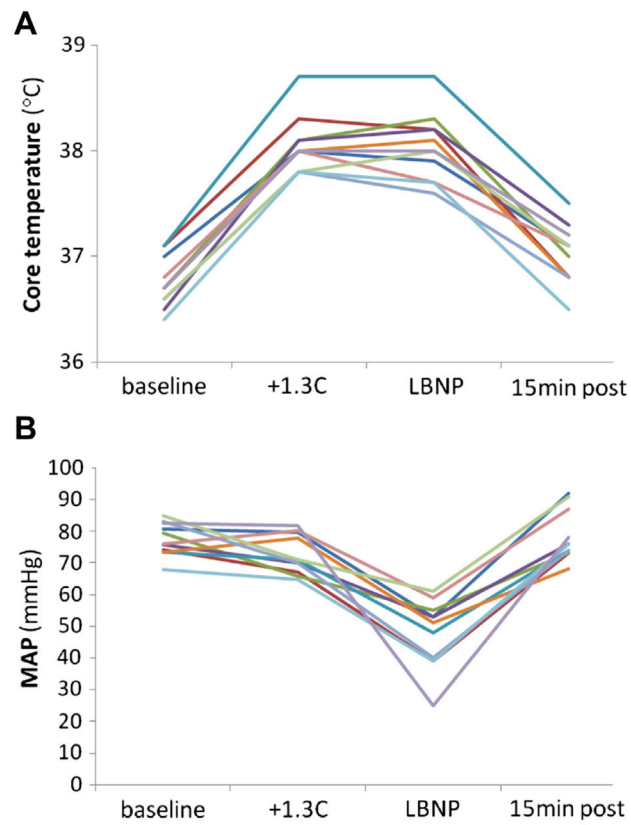 A
39
38
37
36
Core temperature (°C)
baseline +1.3C LBNP 15min post
B
100
90
80
70
60
50
40
30
20
10
0
MAP (mmHg)
baseline +1.3C LBNP 15min post